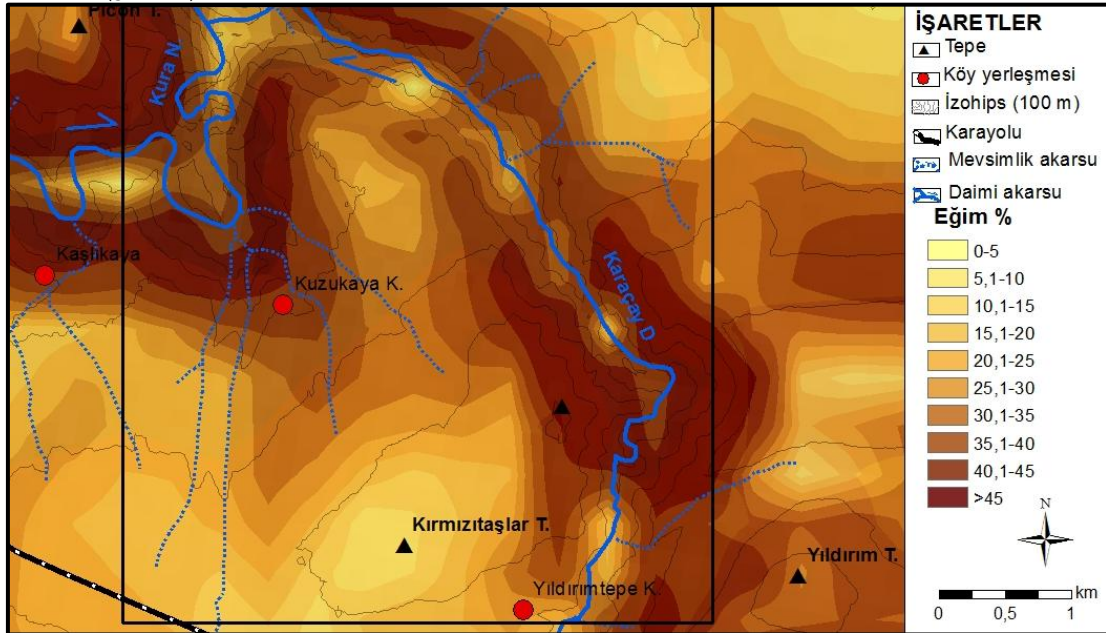 Picon T.
Kura N
Kaşlıkaya
Kuzukaya K.
Karaçay D
Kırmızıtaşlar T.
Yıldırım T.
Yıldırımtepe K.
İŞARETLER
Tepe
Köy yerleşmesi
İzohips (100 m)
Karayolu
Mevsimlik akarsu
Daimi akarsu
Eğim %
0-5
5,1-10
10,1-15
15,1-20
20,1-25
25,1-30
30,1-35
35,1-40
40,1-45
>45
N
km
0 0,5 1